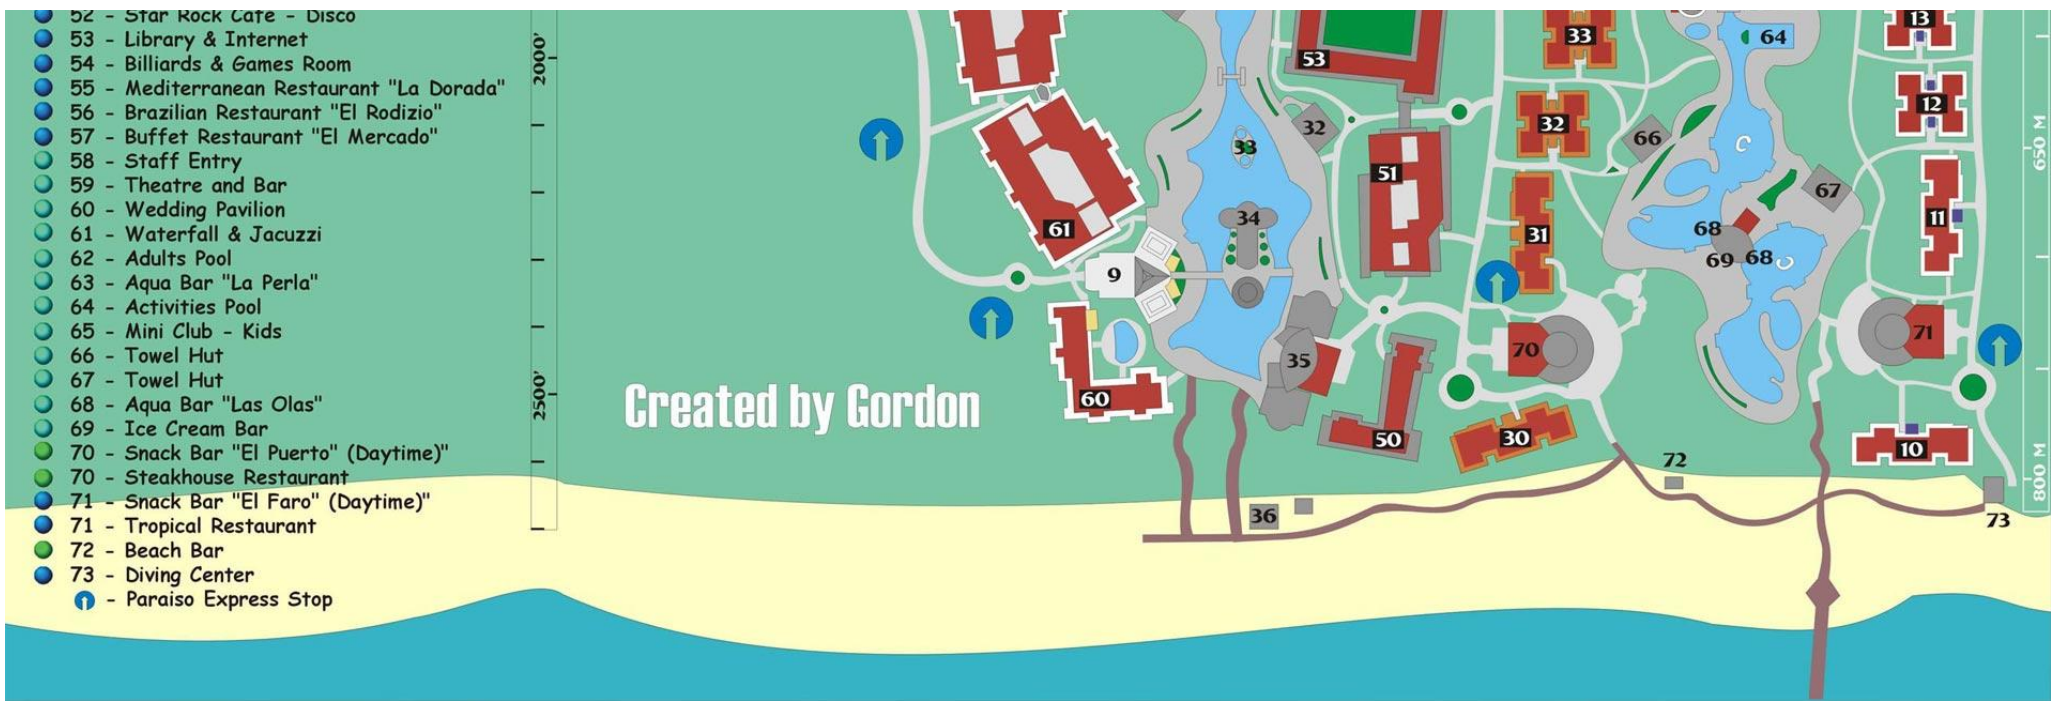 52 - Star Rock Cafe - Disco
53 - Library & Internet
54 - Billiards & Games Room
55 - Mediterranean Restaurant "La Dorada"
56 - Brazilian Restaurant "El Rodizio"
57 - Buffet Restaurant "El Mercado"
58 - Staff Entry
59 - Theatre and Bar
60 - Wedding Pavilion
61 - Waterfall & Jacuzzi
62 - Adults Pool
63 - Aqua Bar "La Perla"
64 - Activities Pool
65 - Mini Club - Kids
66 - Towel Hut
67 - Towel Hut
68 - Aqua Bar "Las Olas"
69 - Ice Cream Bar
70 - Snack Bar "El Puerto" (Daytime)"
70 - Steakhouse Restaurant
71 - Snack Bar "El Faro" (Daytime)"
71 - Tropical Restaurant
72 - Beach Bar
73 - Diving Center
- Paraiso Express Stop
2000'
2500'
Created by Gordon
61
9
60
32
33
34
35
36
53
51
50
33
32
31
70
30
64
66
67
68
69
68
72
13
12
11
71
10
73
650 M
800 M